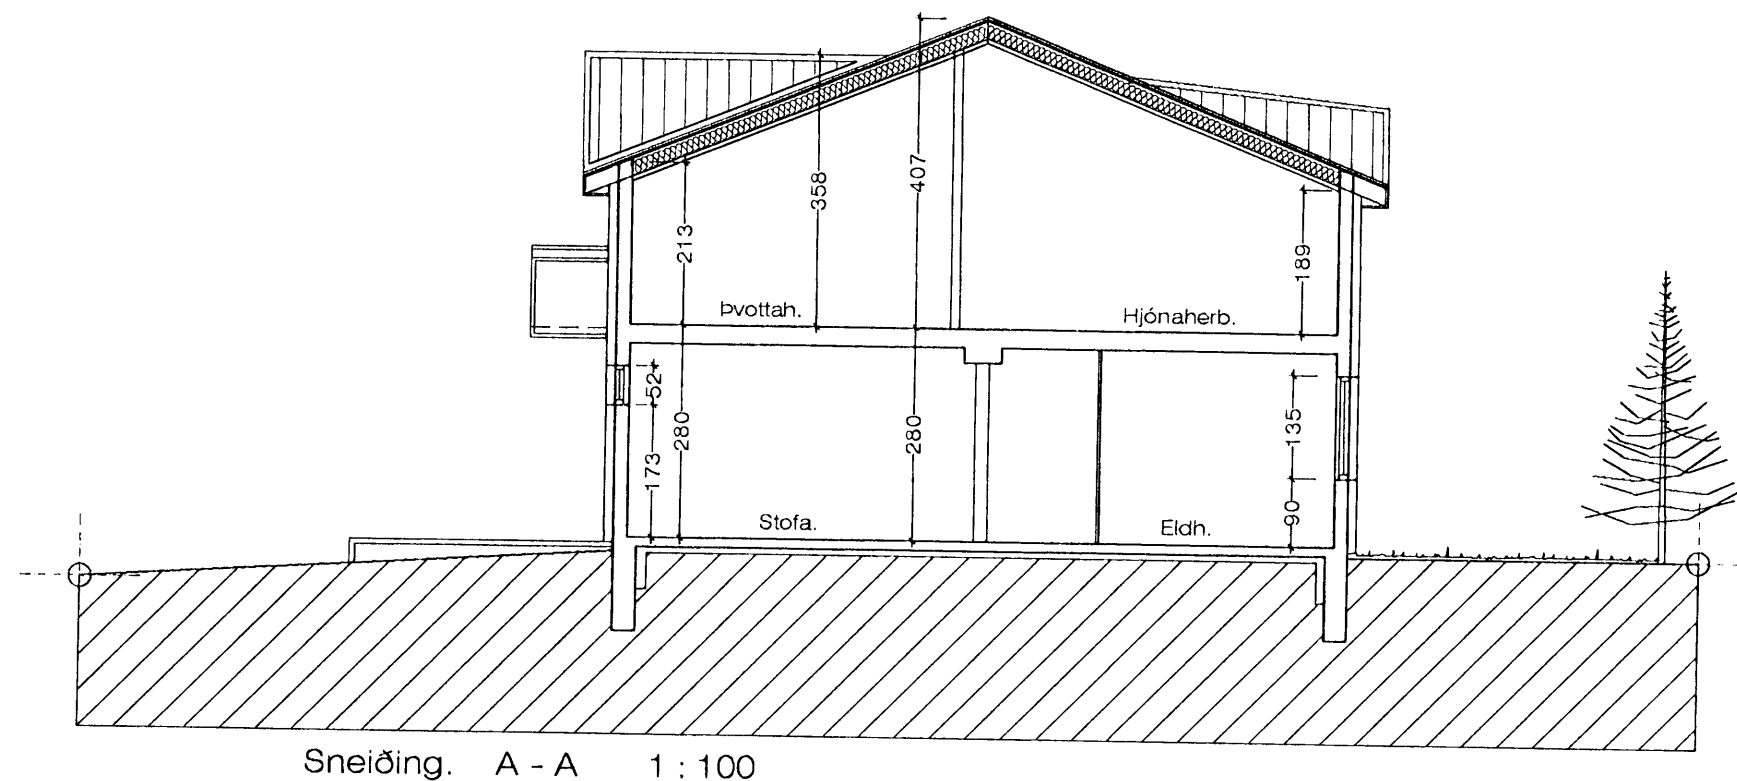 407
358
213
189
Þvottah.
Hjónaherb.
52
280
280
135
173
90
Stofa.
Eldh.
Sneiðing. A - A 1 : 100